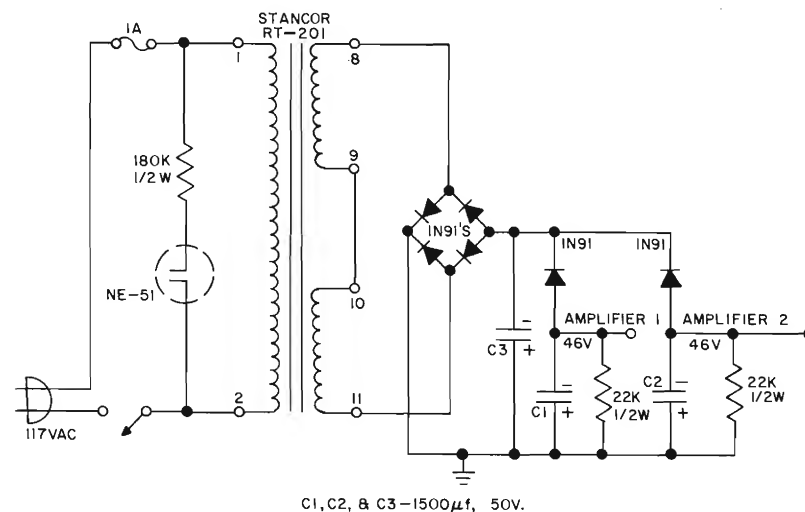 STANCOR
RT-201
1A
1
8
180K
1/2 W
9
NE-51
10
2
11
117VAC
IN91'S
IN91
IN91
AMPLIFIER 1
AMPLIFIER 2
46V
46V
C3
- +
C1
- +
22K
1/2W
C2
- +
22K
1/2W
C1, C2, & C3-1500µf, 50V.